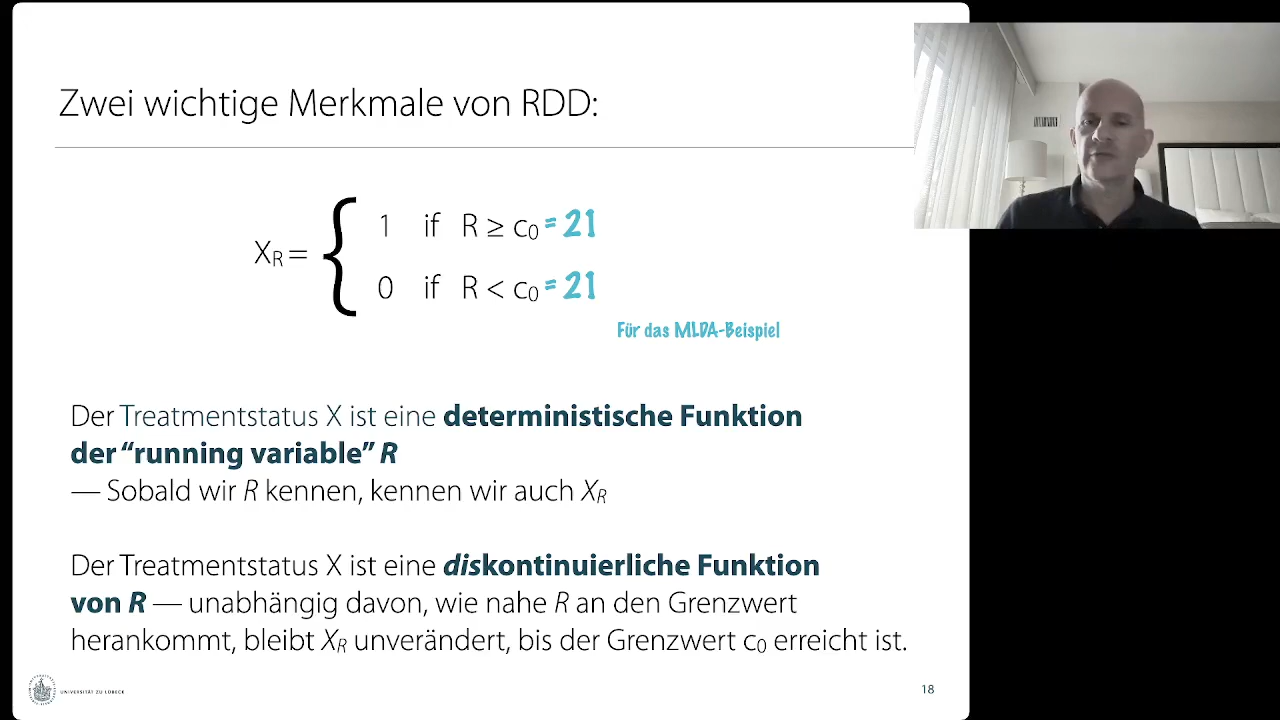 Zwei wichtige Merkmale von RDD:
1 if R ≥ c₀ = 21
X_R =
0 if R < c₀ = 21
Für das MLDA-Beispiel
Der Treatmentstatus X ist eine deterministische Funktion
der “running variable” R
— Sobald wir R kennen, kennen wir auch X_R
Der Treatmentstatus X ist eine diskontinuierliche Funktion
von R — unabhängig davon, wie nahe R an den Grenzwert
herankommt, bleibt X_R unverändert, bis der Grenzwert c₀ erreicht ist.
UNIVERSITÄT ZU LÜBECK
18